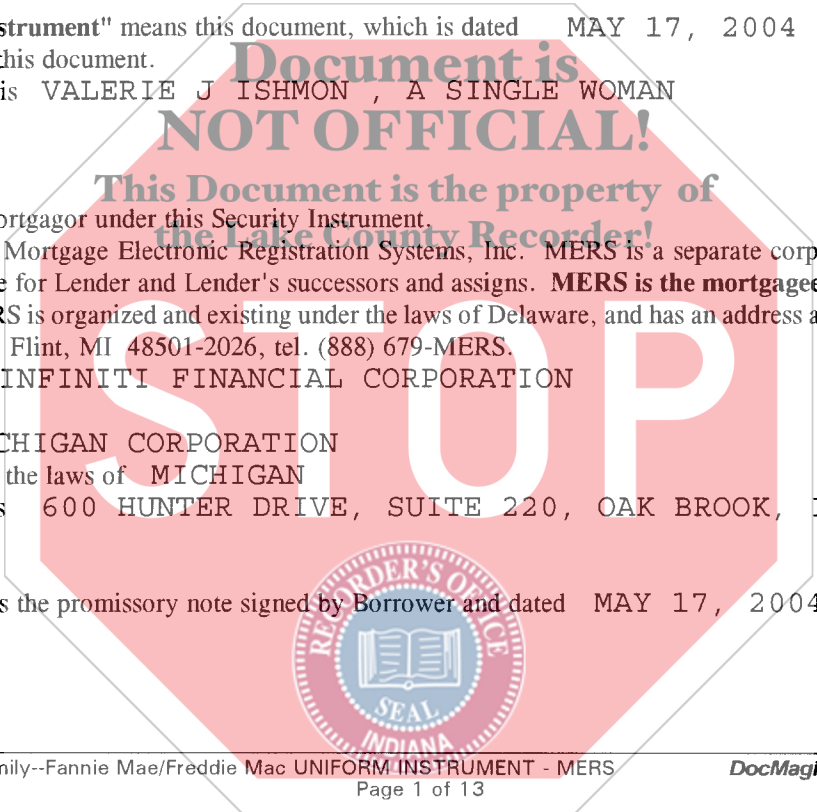 strument" means this document, which is dated MAY 17, 2004
this document.
Document is
is VALERIE J ISHMON , A SINGLE WOMAN
NOT OFFICIAL!
This Document is the property of
ortgagor under this Security Instrument.
the Lake County Recorder!
Mortgage Electronic Registration Systems, Inc. MERS is a separate corp
e for Lender and Lender's successors and assigns. MERS is the mortgagee
RS is organized and existing under the laws of Delaware, and has an address a
Flint, MI 48501-2026, tel. (888) 679-MERS.
INFINITI FINANCIAL CORPORATION
STOP
CHIGAN CORPORATION
the laws of MICHIGAN
s 600 HUNTER DRIVE, SUITE 220, OAK BROOK, I
RECORDER'S OFFICE
s the promissory note signed by Borrower and dated MAY 17, 2004
SEAL
INDIANA
mily--Fannie Mae/Freddie Mac UNIFORM INSTRUMENT - MERS DocMagi
Page 1 of 13